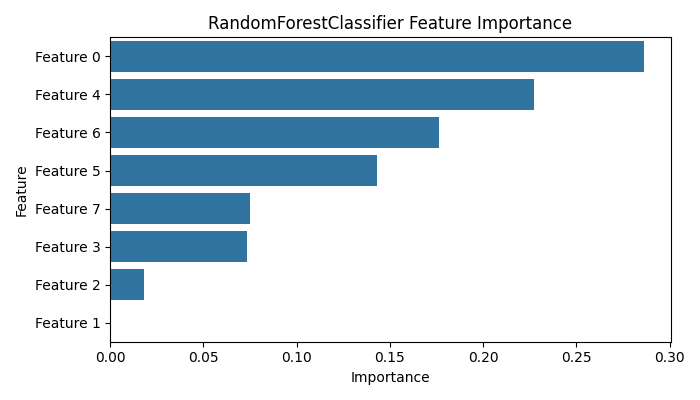 RandomForestClassifier Feature Importance
Feature 0
Feature 4
Feature 6
Feature 5
Feature 7
Feature 3
Feature 2
Feature 1
Feature
0.00 0.05 0.10 0.15 0.20 0.25 0.30
Importance